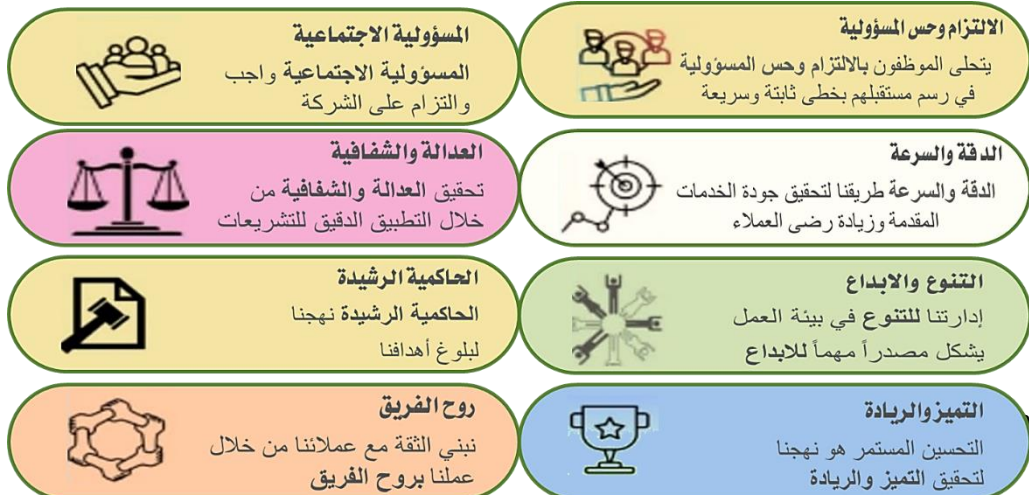 الالتزام وحس المسؤولية
يتحلى الموظفون بالالتزام وحس المسؤولية
في رسم مستقبلهم بخطى ثابتة وسريعة
المسؤولية الاجتماعية
المسؤولية الاجتماعية واجب
والتزام على الشركة
الدقة والسرعة
الدقة والسرعة طريقنا لتحقيق جودة الخدمات
المقدمة وزيادة رضى العملاء
العدالة والشفافية
تحقيق العدالة والشفافية من
خلال التطبيق الدقيق للتشريعات
التنوع والابداع
إدارتنا للتنوع في بيئة العمل
يشكل مصدراً مهماً للابداع
الحاكمية الرشيدة
الحاكمية الرشيدة نهجنا
لبلوغ أهدافنا
التميز والريادة
التحسين المستمر هو نهجنا
لتحقيق التميز والريادة
روح الفريق
نبني الثقة مع عملائنا من خلال
عملنا بروح الفريق